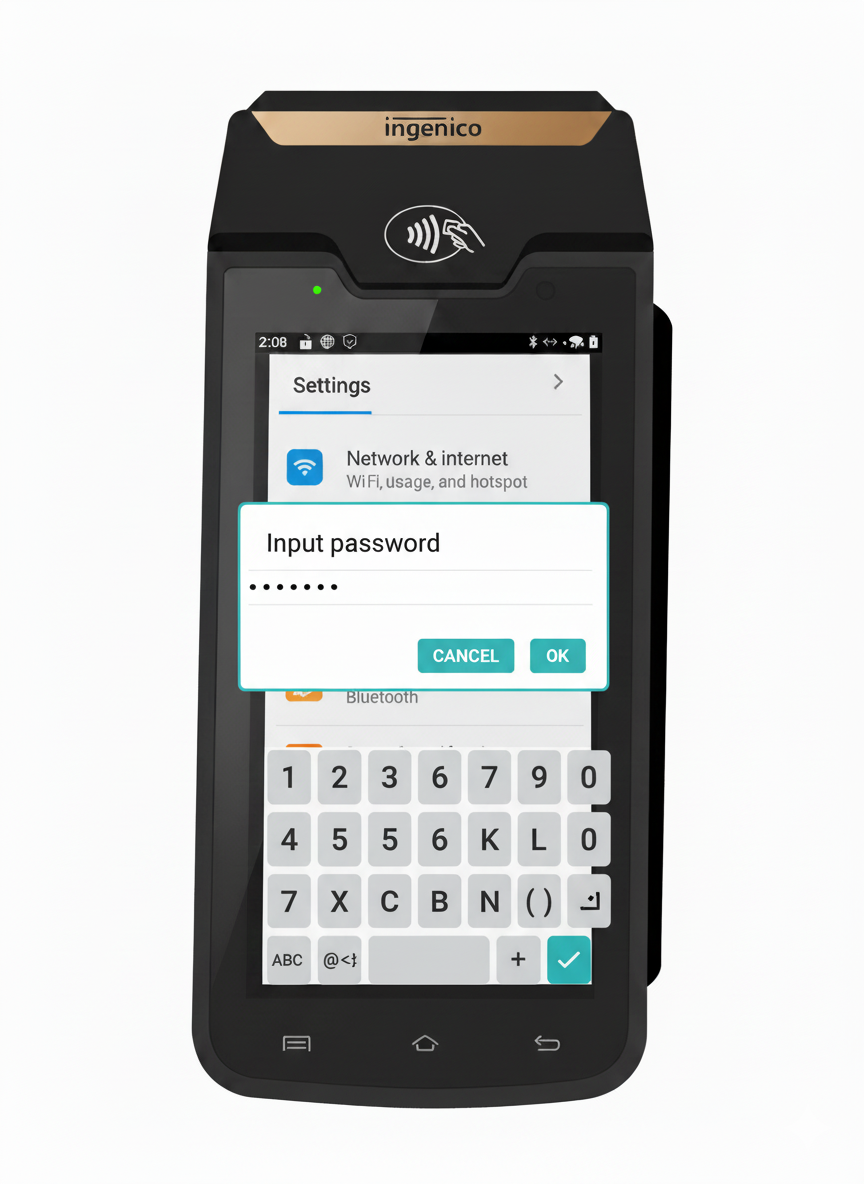 ingenico
2:08
Settings
Network & internet
WiFi, usage, and hotspot
Input password
•••••••
CANCEL OK
Bluetooth
1 2 3 6 7 9 0
4 5 5 6 K L 0
7 X C B N ( )
ABC @<} +